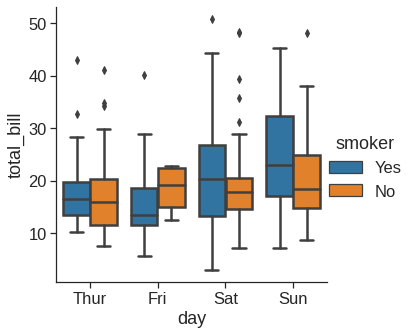 50
40
30
20
10
total_bill
Thur Fri Sat Sun
day
smoker
Yes
No